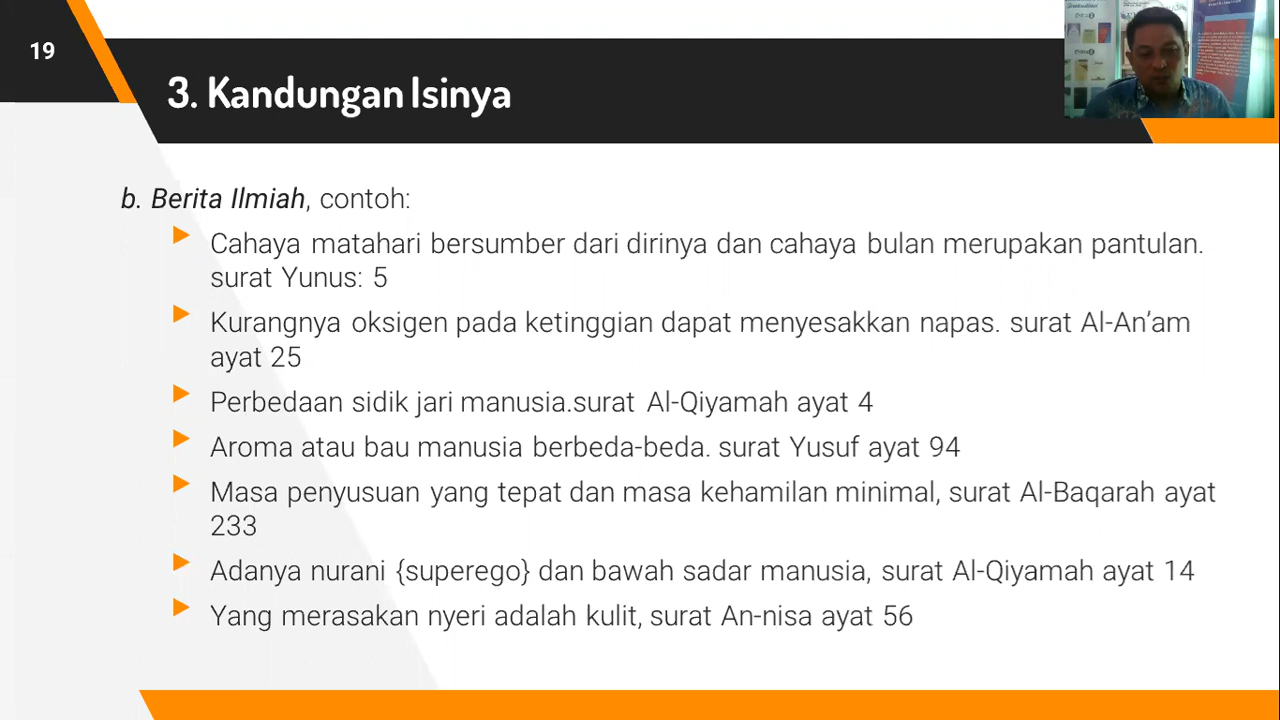 19
3. Kandungan Isinya
b. Berita Ilmiah, contoh:
Cahaya matahari bersumber dari dirinya dan cahaya bulan merupakan pantulan.
surat Yunus: 5
Kurangnya oksigen pada ketinggian dapat menyesakkan napas. surat Al-An’am
ayat 25
Perbedaan sidik jari manusia.surat Al-Qiyamah ayat 4
Aroma atau bau manusia berbeda-beda. surat Yusuf ayat 94
Masa penyusuan yang tepat dan masa kehamilan minimal, surat Al-Baqarah ayat
233
Adanya nurani {superego} dan bawah sadar manusia, surat Al-Qiyamah ayat 14
Yang merasakan nyeri adalah kulit, surat An-nisa ayat 56